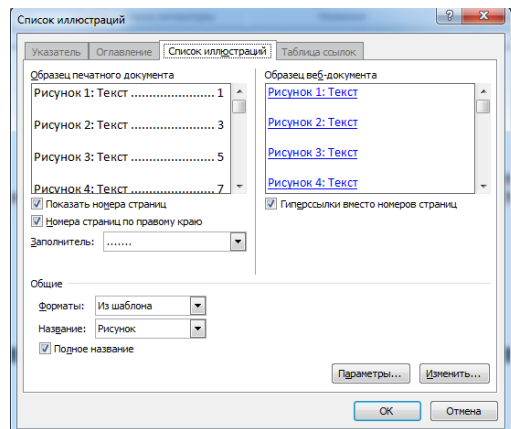 Список иллюстраций
Указатель Оглавление Список иллюстраций Таблица ссылок
Образец печатного документа
Рисунок 1: Текст ........................ 1
Рисунок 2: Текст ........................ 3
Рисунок 3: Текст ........................ 5
Рисунок 4: Текст ........................ 7
Показать номера страниц
Номера страниц по правому краю
Заполнитель: .......
Образец веб-документа
Рисунок 1: Текст
Рисунок 2: Текст
Рисунок 3: Текст
Рисунок 4: Текст
Гиперссылки вместо номеров страниц
Общие
Форматы: Из шаблона
Название: Рисунок
Полное название
Параметры... Изменить...
ОК Отмена